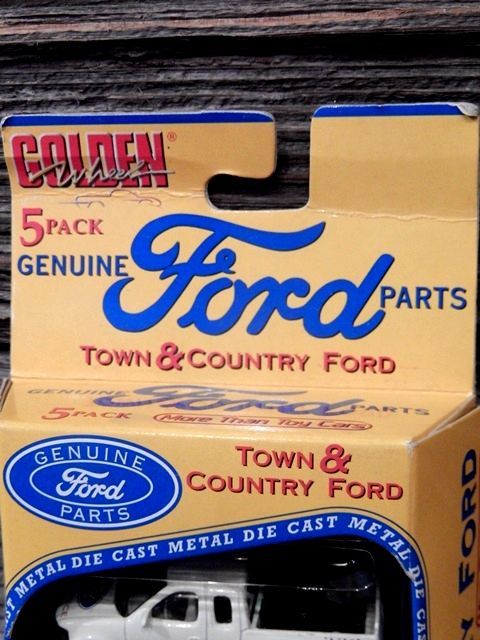 GOLDEN®
Wheel
5 PACK
GENUINE Ford PARTS
TOWN & COUNTRY FORD
GENUINE Ford PARTS
5 PACK More Than Toy Cars
GENUINE
Ford
PARTS
TOWN &
COUNTRY FORD
METAL DIE CAST METAL DIE CAST METAL DIE CAST
Y FORD